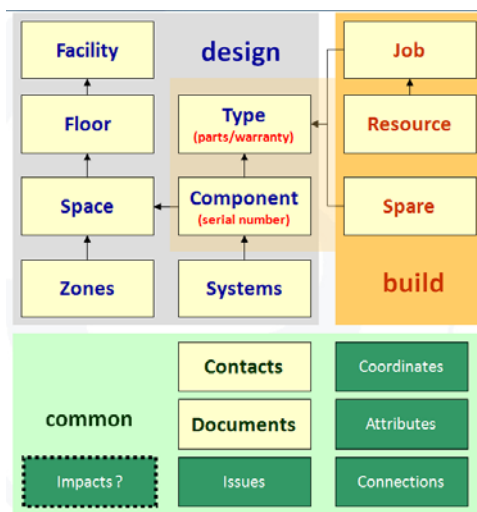 Facility
design
Job
Floor
Type
(parts/warranty)
Resource
Space
Component
(serial number)
Spare
Zones
Systems
build
Contacts
Coordinates
common
Documents
Attributes
Impacts ?
Issues
Connections